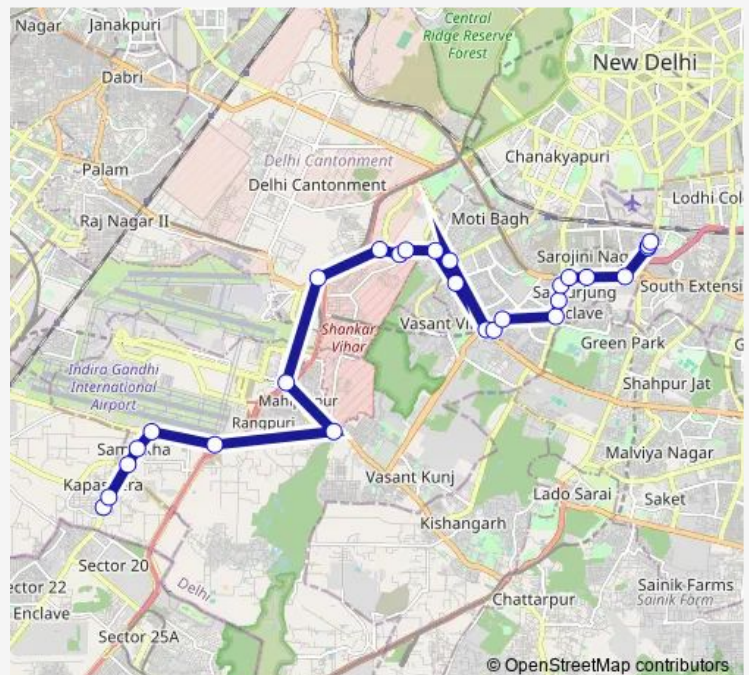 Central
Ridge Reserve
Forest
Nagar
Janakpuri
New Delhi
Dabri
Chanakyapuri
Delhi Cantonment
Delhi Cantonment
Palam
Lodhi Col
Raj Nagar II
Moti Bagh
Sarojini Nag
South Extensi
clave
Vasant Vi
Shankar
Vihar
Green Park
Indira Gandhi
International
Airport
Shahpur Jat
Rangpuri
Malviya Nagar
Vasant Kunj
Lado Sarai
Saket
Kishangarh
Sector 20
ector 22
Delhi
Sainik Farms
Sainik Farm
Enclave
Chattarpur
Sector 25A
© OpenStreetMap contributors